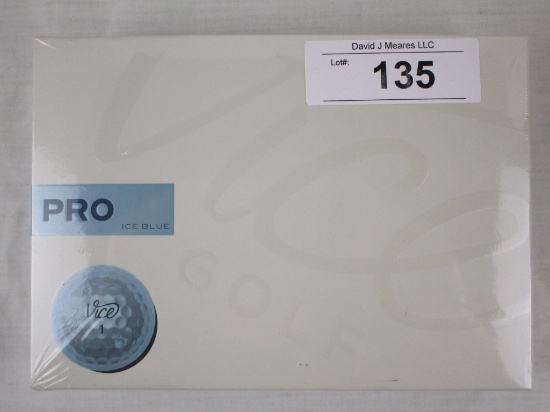 David J Meares LLC
Lot#:
135
Vice
GOLF
PRO
ICE BLUE
Vice
1